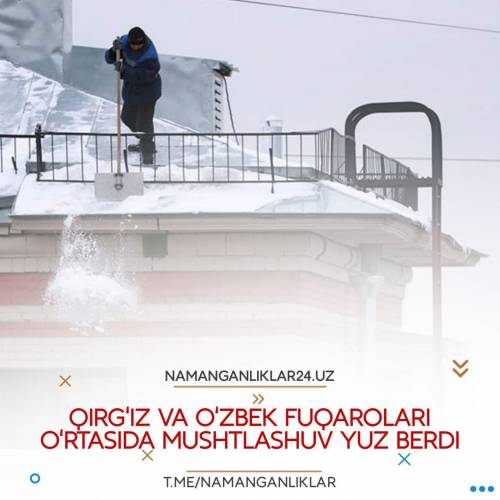 NAMANGANLIKLAR24.UZ
QIRG'IZ VA O'ZBEK FUQAROLARI
O'RTASIDA MUSHTLASHUV YUZ BERDI
T.ME/NAMANGANLIKLAR